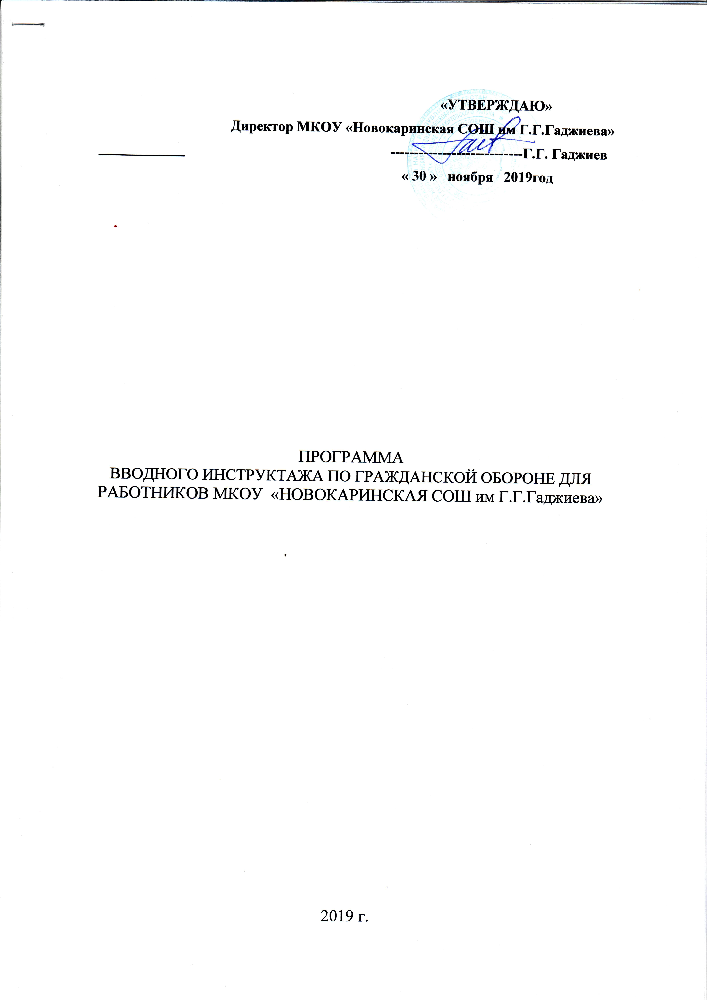 «УТВЕРЖДАЮ»
Директор МКОУ «Новокаринская СОШ им Г.Г.Гаджиева»
____________ ----------------------------Г.Г. Гаджиев
« 30 » ноября 2019год
ПРОГРАММА
ВВОДНОГО ИНСТРУКТАЖА ПО ГРАЖДАНСКОЙ ОБОРОНЕ ДЛЯ
РАБОТНИКОВ МКОУ «НОВОКАРИНСКАЯ СОШ им Г.Г.Гаджиева»
2019 г.